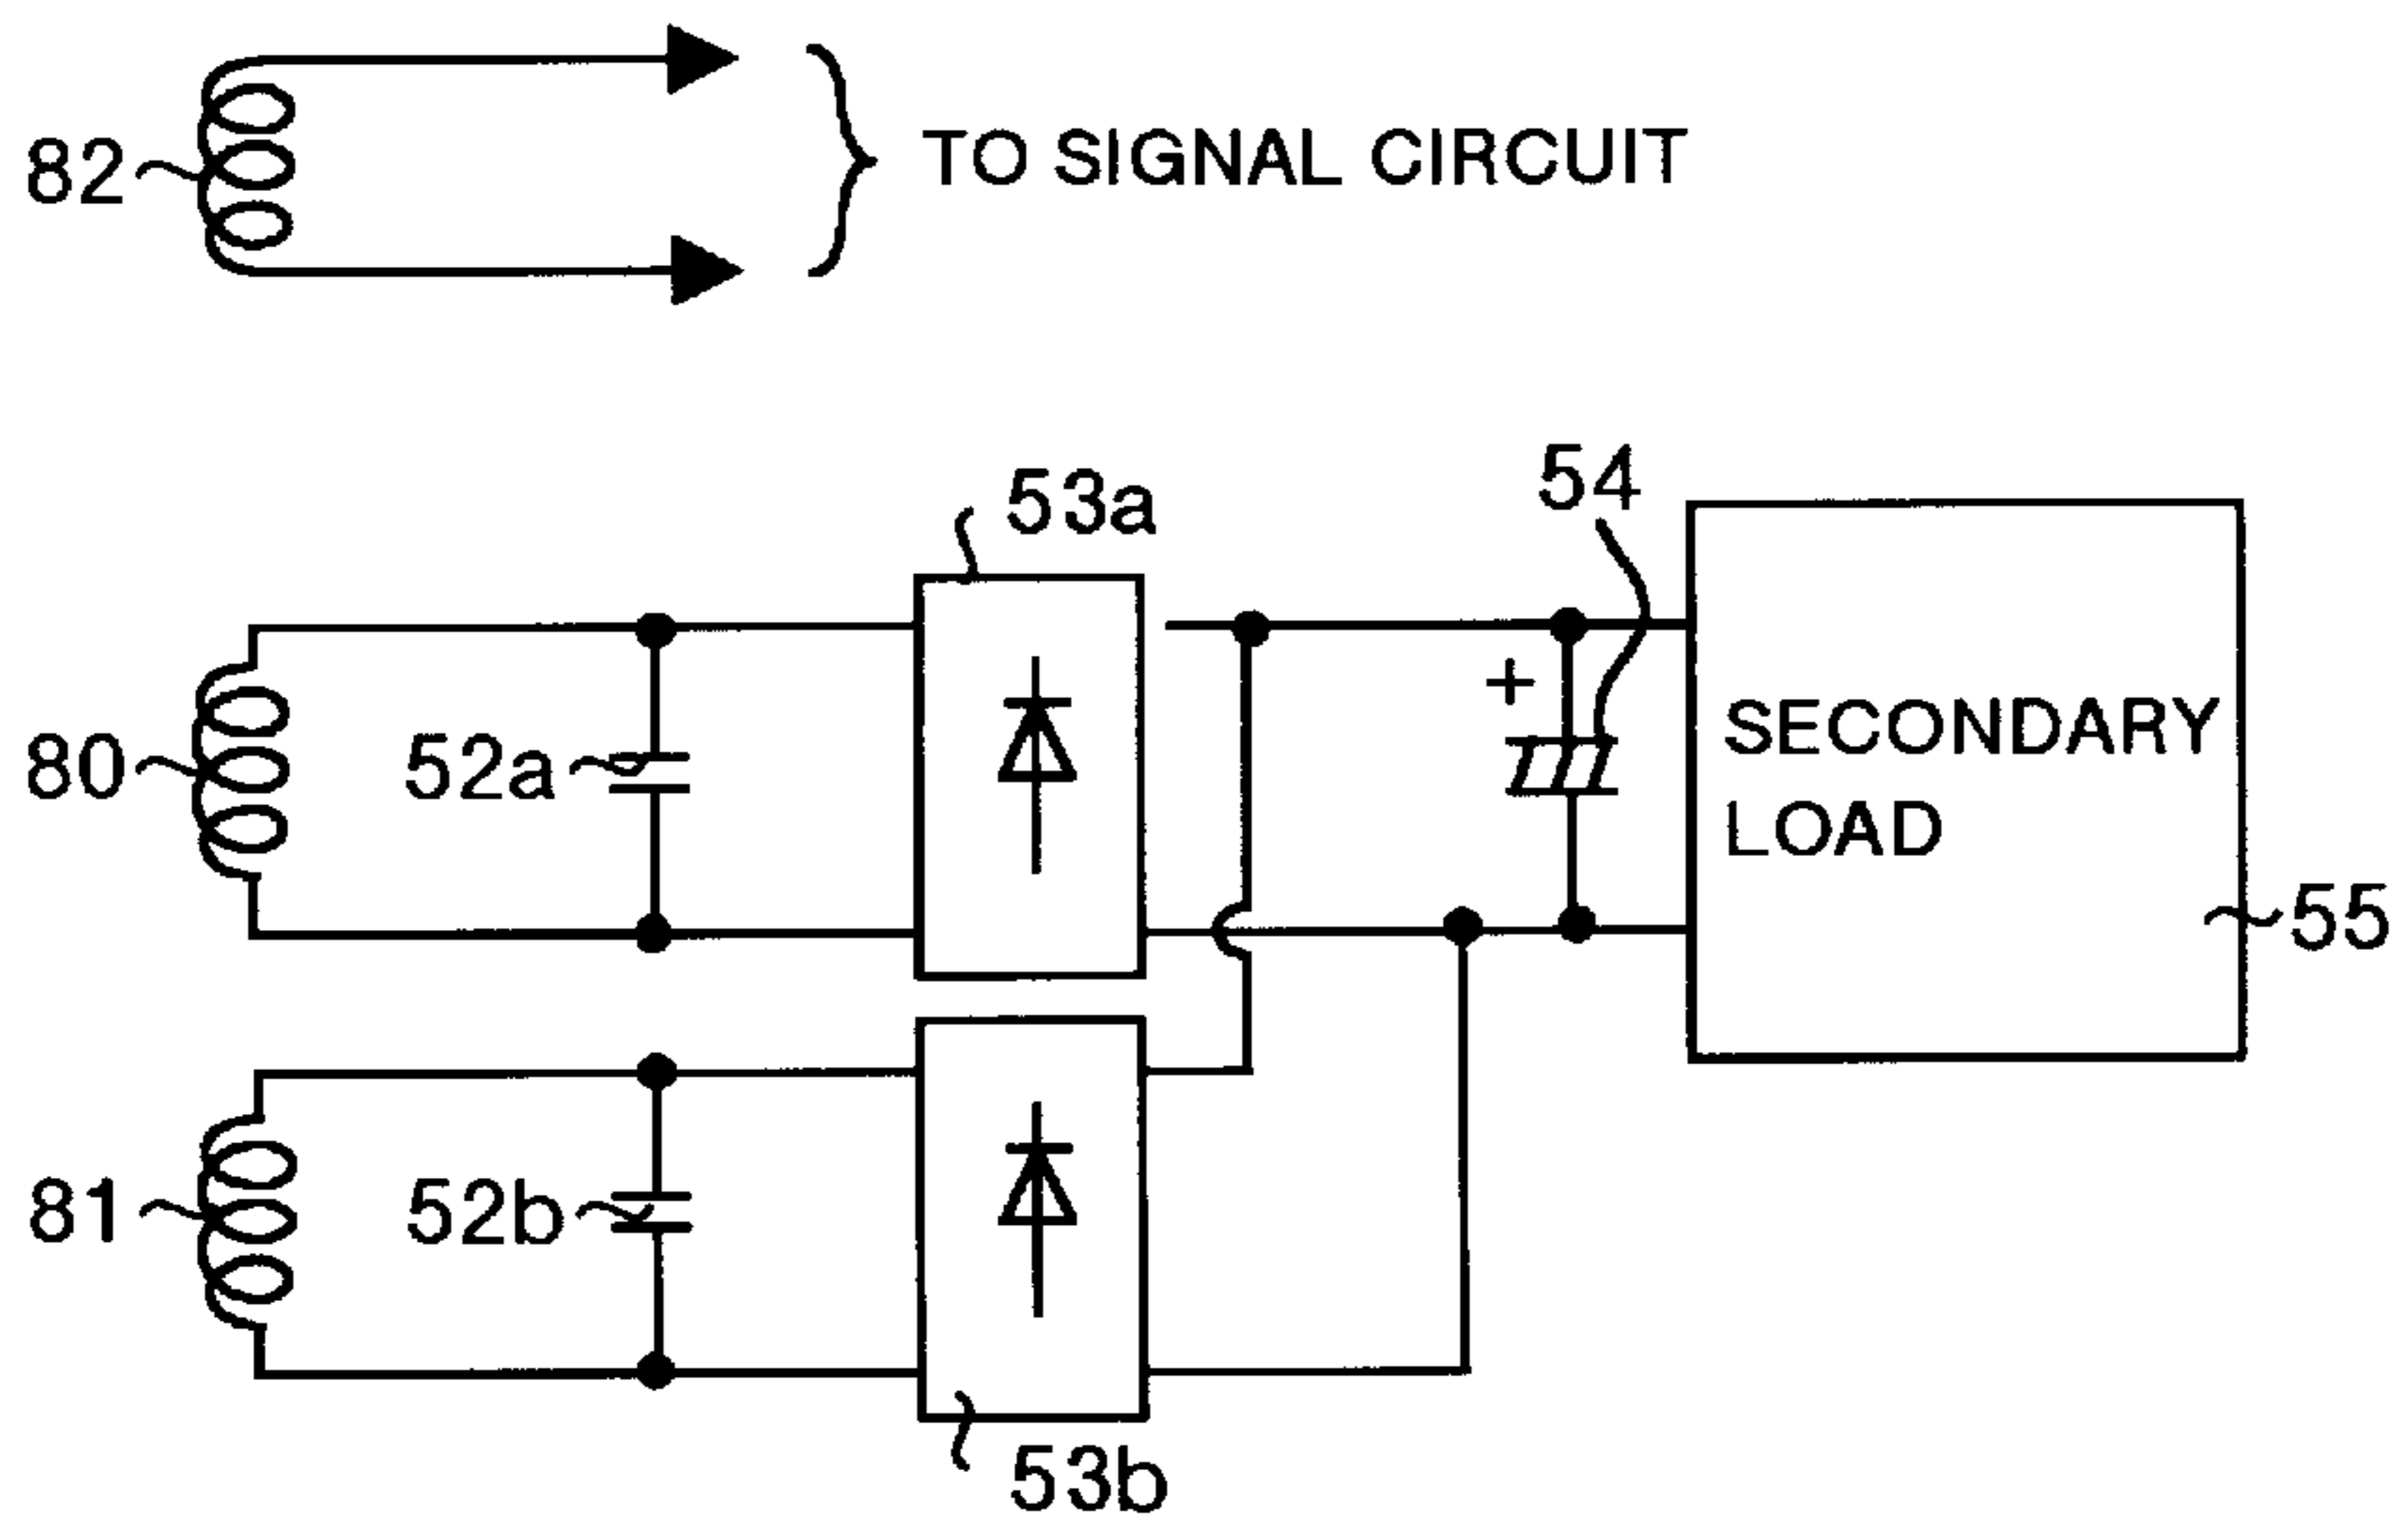 82
TO SIGNAL CIRCUIT
53a
54
80
52a
+
SECONDARY
LOAD
55
81
52b
53b